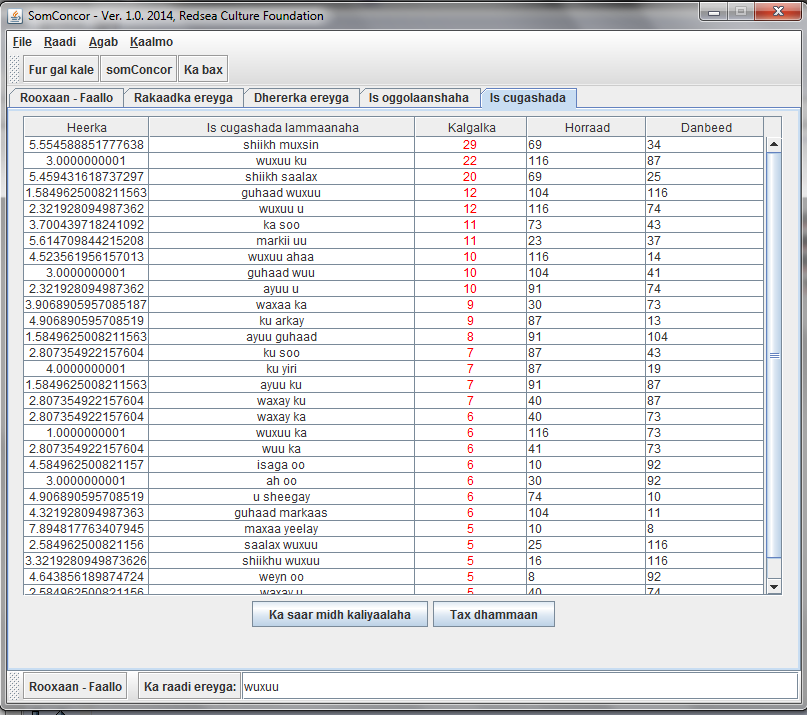 SomConcor - Ver. 1.0. 2014, Redsea Culture Foundation
File Raadi Agab Kaalmo
Fur gal kale somConcor Ka bax
Rooxaan - Faallo Rakaadka ereyga Dhererka ereyga Is oggolaanshaha Is cugashada
Heerka Is cugashada lammaanaha Kalgalka Horraad Danbeed
5.554588851777638 shiikh muxsin 29 69 34
3.0000000001 wuxuu ku 22 116 87
5.459431618737297 shiikh saalax 20 69 25
1.5849625008211563 guhaad wuxuu 12 104 116
2.321928094987362 wuxuu u 12 116 74
3.700439718241092 ka soo 11 73 43
5.614709844215208 markii uu 11 23 37
4.523561956157013 wuxuu ahaa 10 116 14
3.0000000001 guhaad wuu 10 104 41
2.321928094987362 ayuu u 10 91 74
3.9068905957085187 waxaa ka 9 30 73
4.906890595708519 ku arkay 9 87 13
1.5849625008211563 ayuu guhaad 8 91 104
2.807354922157604 ku soo 7 87 43
4.0000000001 ku yiri 7 87 19
1.5849625008211563 ayuu ku 7 91 87
2.807354922157604 waxay ku 7 40 87
2.807354922157604 waxay ka 6 40 73
1.0000000001 wuxuu ka 6 116 73
2.807354922157604 wuu ka 6 41 73
4.584962500821157 isaga oo 6 10 92
3.0000000001 ah oo 6 30 92
4.906890595708519 u sheegay 6 74 10
4.321928094987363 guhaad markaas 6 104 11
7.894817763407945 maxaa yeelay 5 10 8
2.584962500821156 saalax wuxuu 5 25 116
3.3219280949873626 shiikhu wuxuu 5 16 116
4.643856189874724 weyn oo 5 8 92
2.584962500821156 waxay u 5 40 74
Ka saar midh kaliyaalaha Tax dhammaan
Rooxaan - Faallo Ka raadi ereyga: wuxuu